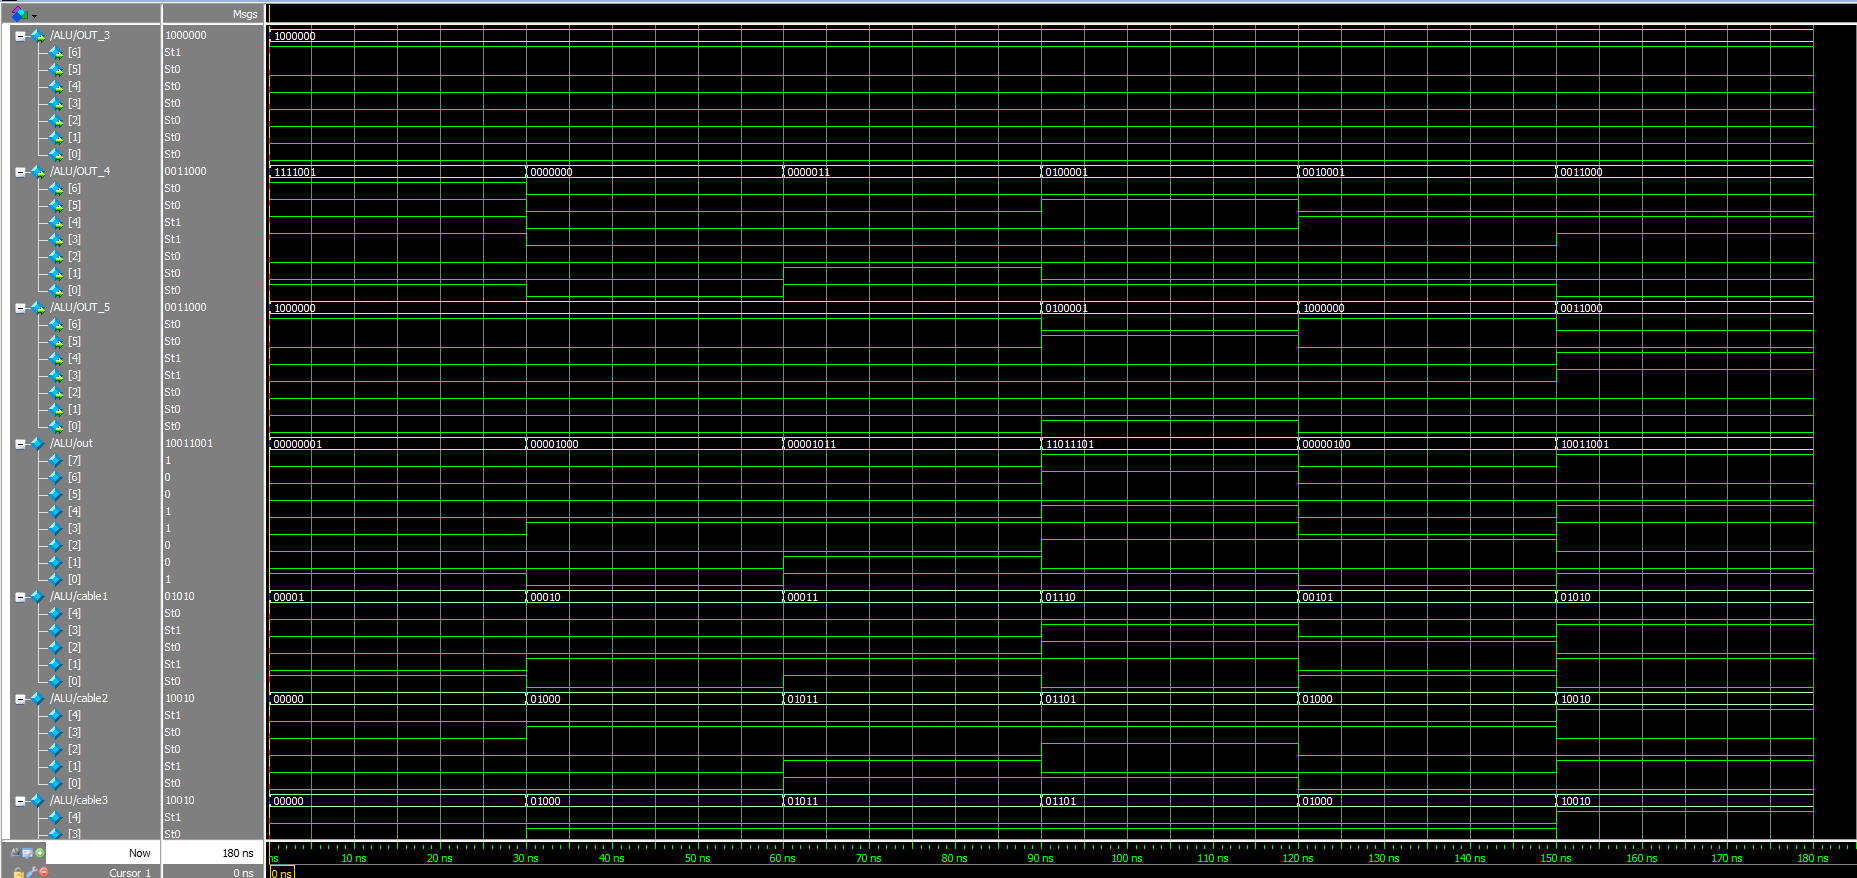 Msgs
/ALU/OUT_3 1000000 1000000
[6] St1
[5] St0
[4] St0
[3] St0
[2] St0
[1] St0
[0] St0
/ALU/OUT_4 0011000 1111001 0000000 0000011 0100001 0010001 0011000
[6] St0
[5] St0
[4] St1
[3] St1
[2] St0
[1] St0
[0] St0
/ALU/OUT_5 0011000 1000000 0100001 1000000 0011000
[6] St0
[5] St0
[4] St1
[3] St1
[2] St0
[1] St0
[0] St0
/ALU/out 10011001 00000001 00001000 00001011 11011101 00000100 10011001
[7] 1
[6] 0
[5] 0
[4] 1
[3] 1
[2] 0
[1] 0
[0] 1
/ALU/cable1 01010 00001 00010 00011 01110 00101 01010
[4] St0
[3] St1
[2] St0
[1] St1
[0] St0
/ALU/cable2 10010 00000 01000 01011 01101 01000 10010
[4] St1
[3] St0
[2] St0
[1] St1
[0] St0
/ALU/cable3 10010 00000 01000 01011 01101 01000 10010
[4] St1
[3] St0
Now 180 ns ns 10 ns 20 ns 30 ns 40 ns 50 ns 60 ns 70 ns 80 ns 90 ns 100 ns 110 ns 120 ns 130 ns 140 ns 150 ns 160 ns 170 ns 180 ns
Cursor 1 0 ns 0 ns